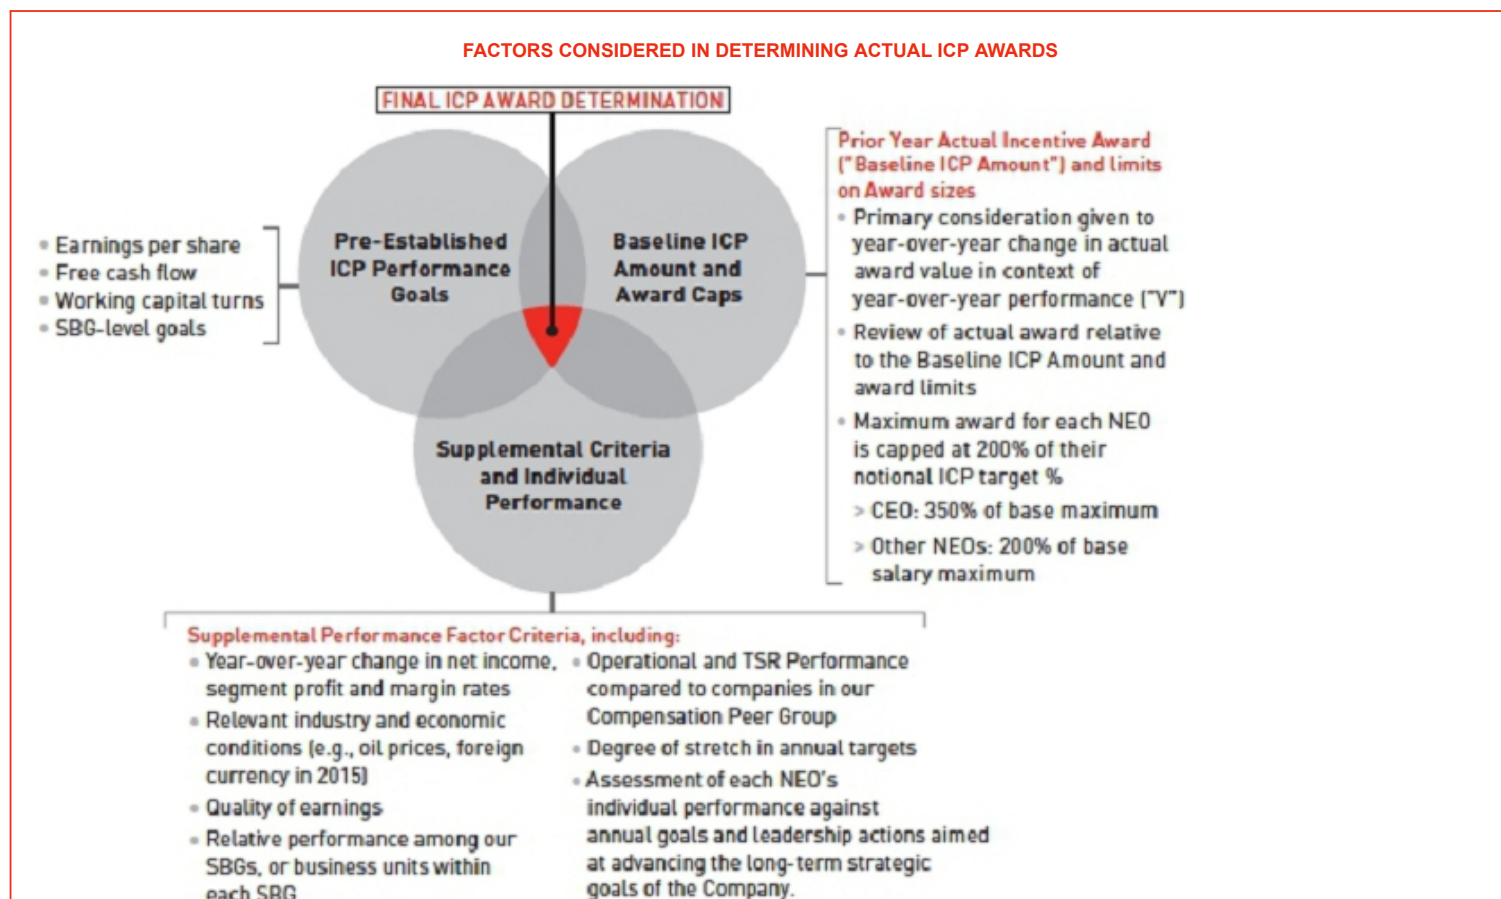 FACTORS CONSIDERED IN DETERMINING ACTUAL ICP AWARDS
FINAL ICP AWARD DETERMINATION
• Earnings per share
• Free cash flow
• Working capital turns
• SBG-level goals
Pre-Established
ICP Performance
Goals
Baseline ICP
Amount and
Award Caps
Supplemental Criteria
and Individual
Performance
Prior Year Actual Incentive Award
("Baseline ICP Amount") and limits
on Award sizes
• Primary consideration given to
year-over-year change in actual
award value in context of
year-over-year performance ("V")
• Review of actual award relative
to the Baseline ICP Amount and
award limits
• Maximum award for each NEO
is capped at 200% of their
notional ICP target %
> CEO: 350% of base maximum
> Other NEOs: 200% of base
salary maximum
Supplemental Performance Factor Criteria, including:
• Year-over-year change in net income,
segment profit and margin rates
• Relevant industry and economic
conditions (e.g., oil prices, foreign
currency in 2015)
• Quality of earnings
• Relative performance among our
SBGs, or business units within
each SBG
• Operational and TSR Performance
compared to companies in our
Compensation Peer Group
• Degree of stretch in annual targets
• Assessment of each NEO's
individual performance against
annual goals and leadership actions aimed
at advancing the long-term strategic
goals of the Company.